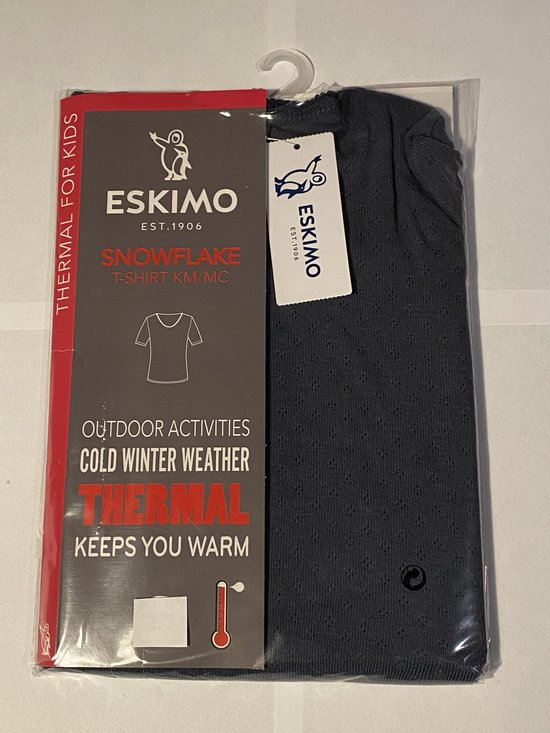 THERMAL FOR KIDS
ESKIMO
EST.1906
SNOWFLAKE
T-SHIRT KM/MC
OUTDOOR ACTIVITIES
COLD WINTER WEATHER
THERMAL
KEEPS YOU WARM
ESKIMO
EST.1906